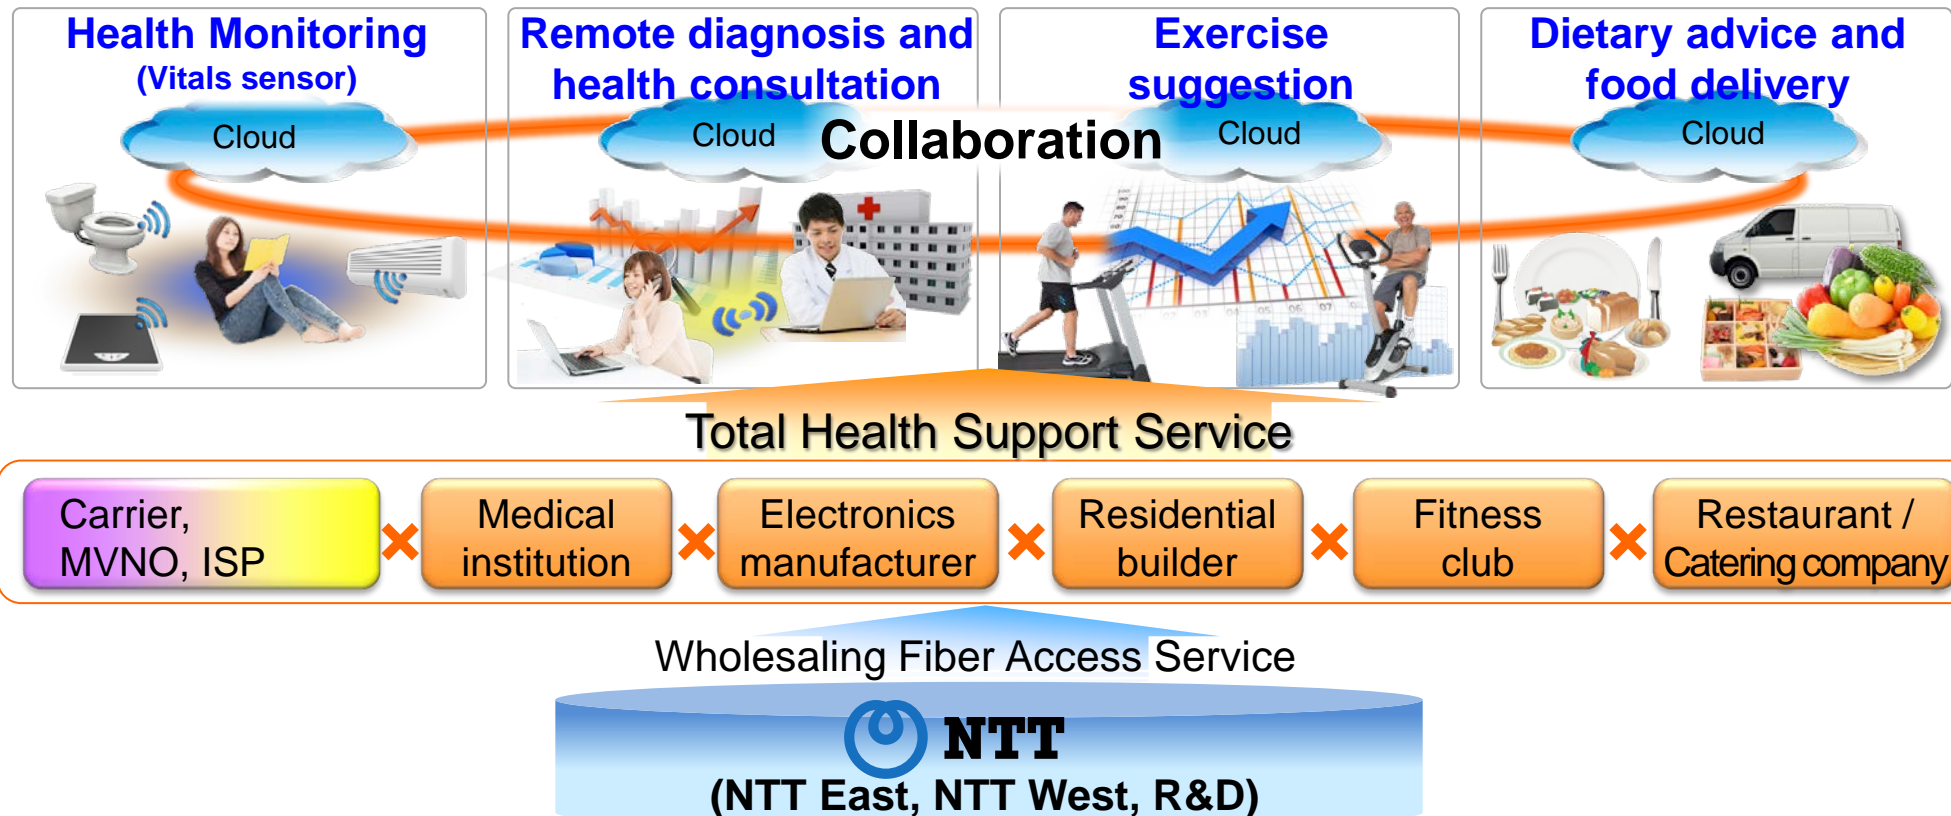 Health Monitoring
(Vitals sensor)
Cloud
Remote diagnosis and
health consultation
Cloud
Collaboration
Exercise
suggestion
Cloud
Dietary advice and
food delivery
Cloud
Total Health Support Service
Carrier,
MVNO, ISP
Medical
institution
Electronics
manufacturer
Residential
builder
Fitness
club
Restaurant /
Catering company
Wholesaling Fiber Access Service
NTT
(NTT East, NTT West, R&D)